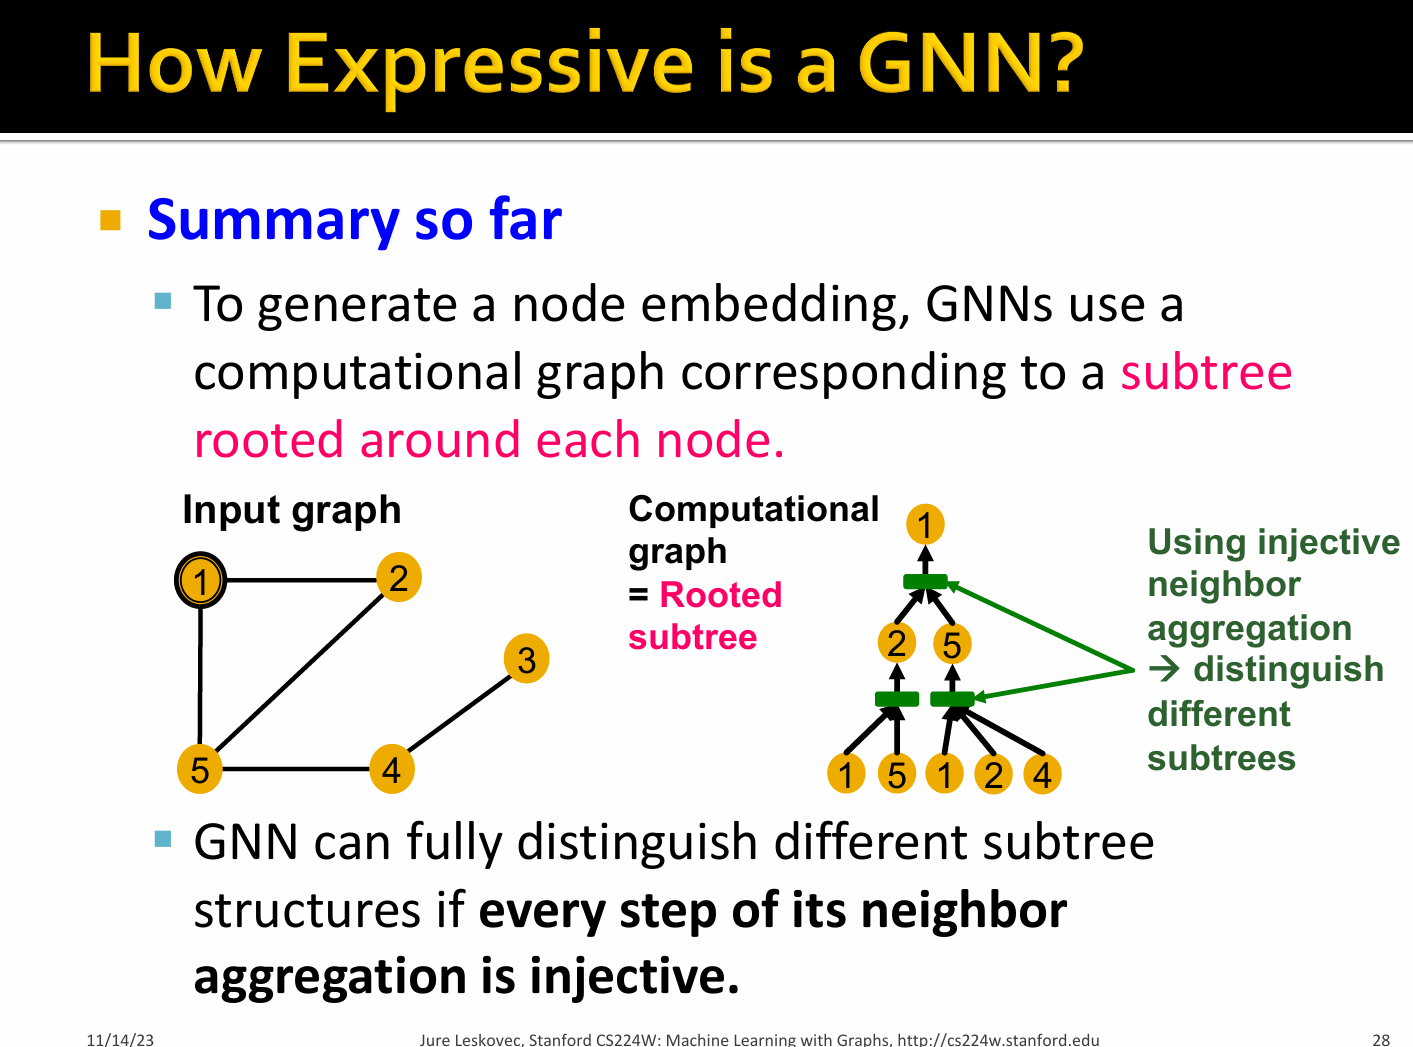 How Expressive is a GNN?
Summary so far
To generate a node embedding, GNNs use a
computational graph corresponding to a subtree
rooted around each node.
Input graph
1
2
3
5
4
Computational
graph
= Rooted
subtree
1
2 5
1 5 1 2 4
Using injective
neighbor
aggregation
→ distinguish
different
subtrees
GNN can fully distinguish different subtree
structures if every step of its neighbor
aggregation is injective.
11/14/23 Jure Leskovec, Stanford CS224W: Machine Learning with Graphs, http://cs224w.stanford.edu 28